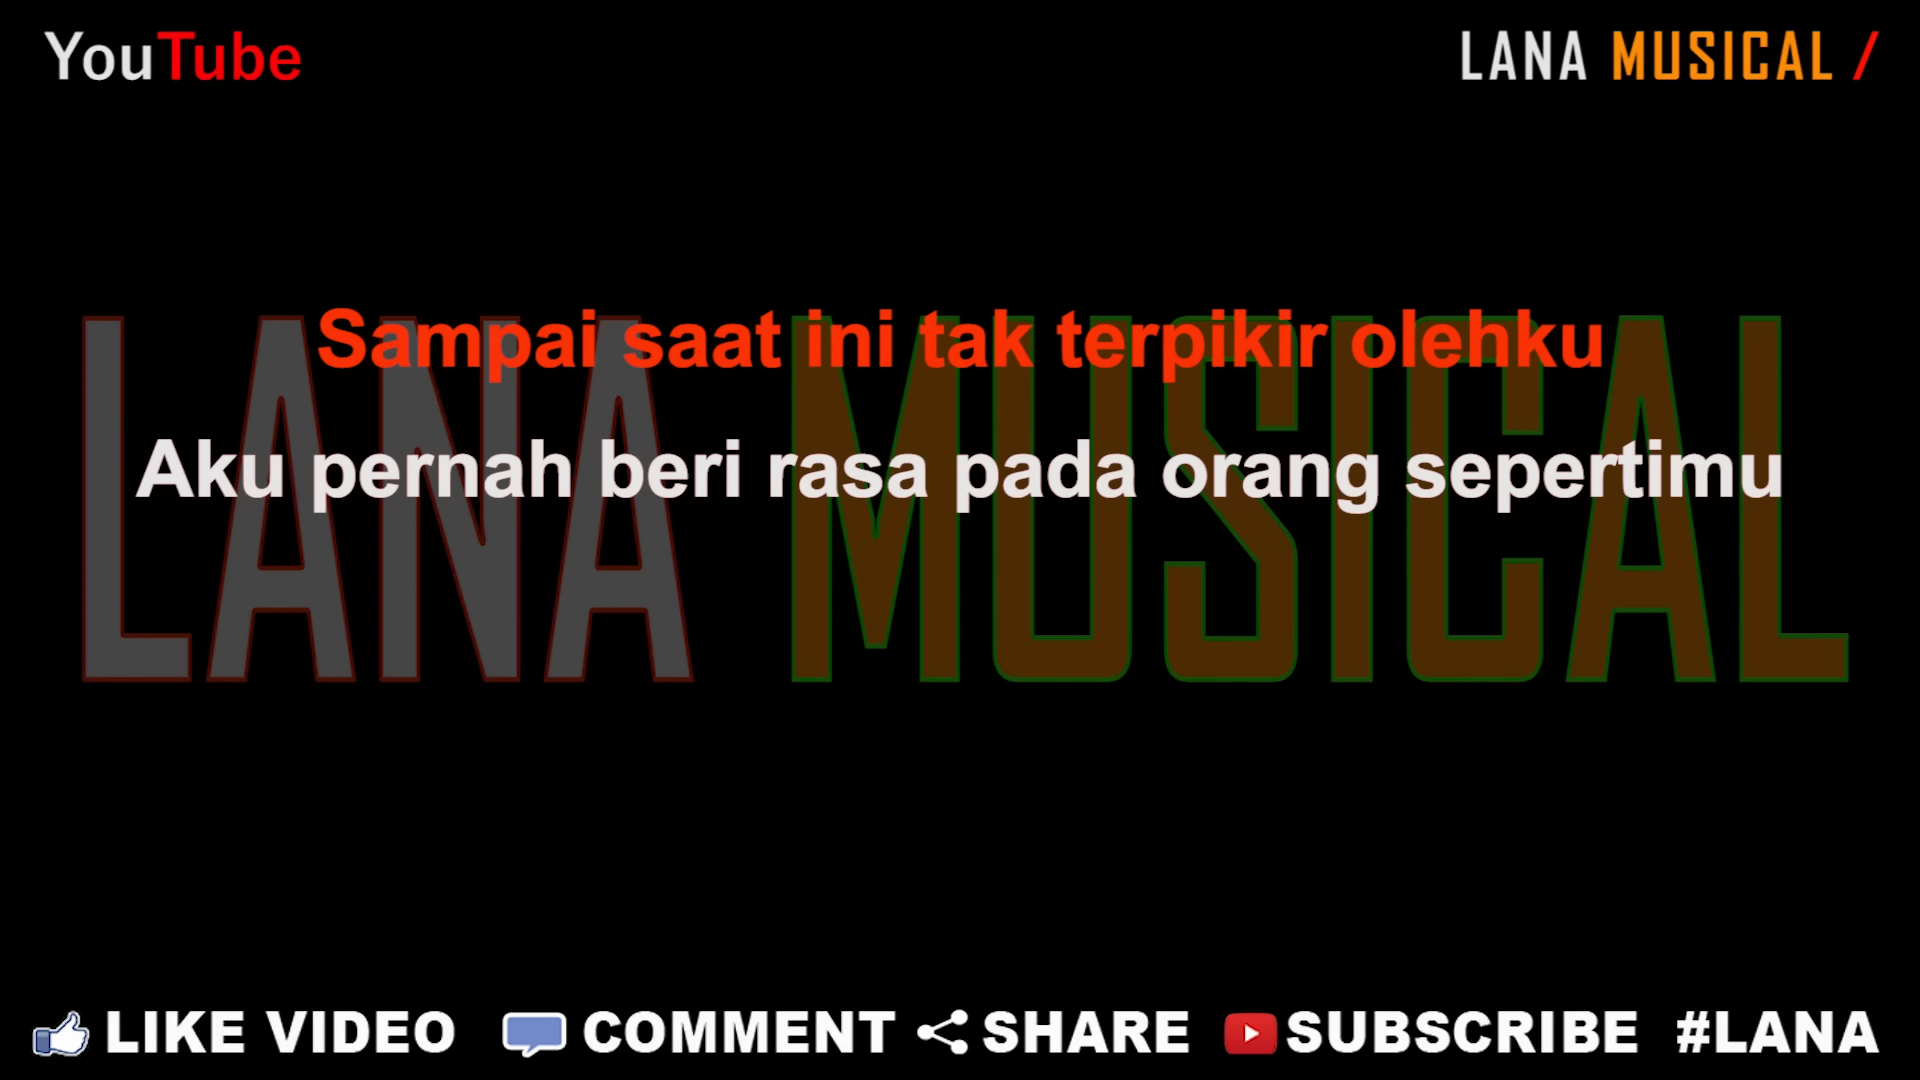 YouTube
LANA MUSICAL /
Sampai saat ini tak terpikir olehku
Aku pernah beri rasa pada orang sepertimu
LANA MUSICAL
LIKE VIDEO COMMENT SHARE SUBSCRIBE #LANA